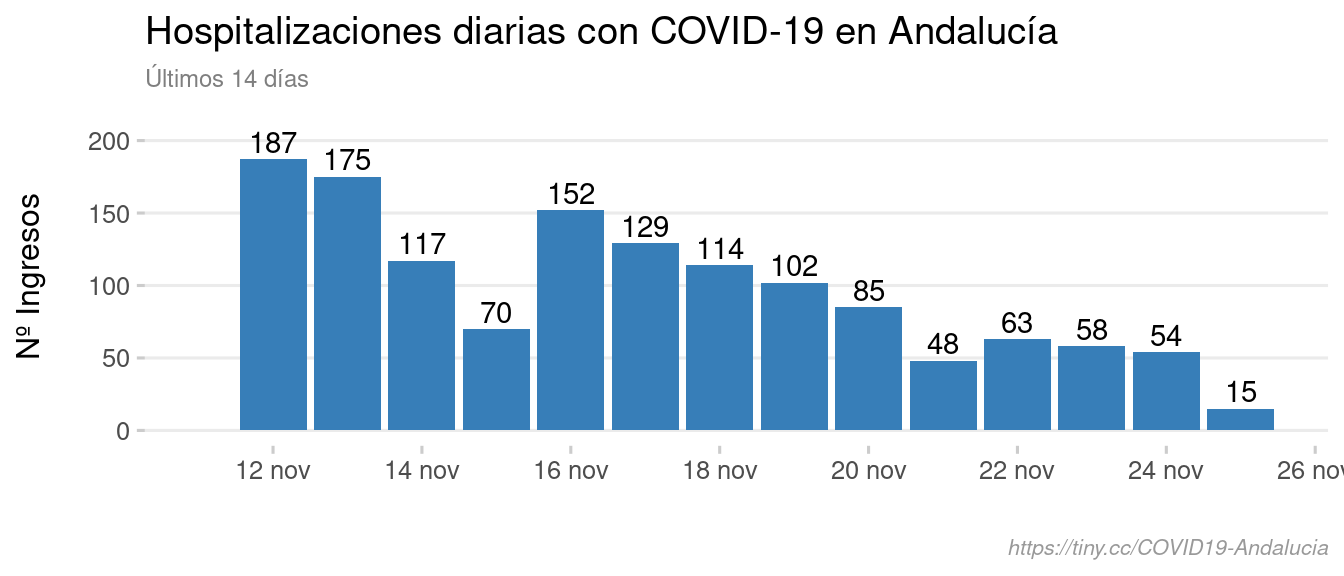 Hospitalizaciones diarias con COVID-19 en Andalucía
Últimos 14 días
Nº Ingresos
200
150
100
50
0
187
175
117
70
152
129
114
102
85
48
63
58
54
15
12 nov
14 nov
16 nov
18 nov
20 nov
22 nov
24 nov
26 nov
https://tiny.cc/COVID19-Andalucia